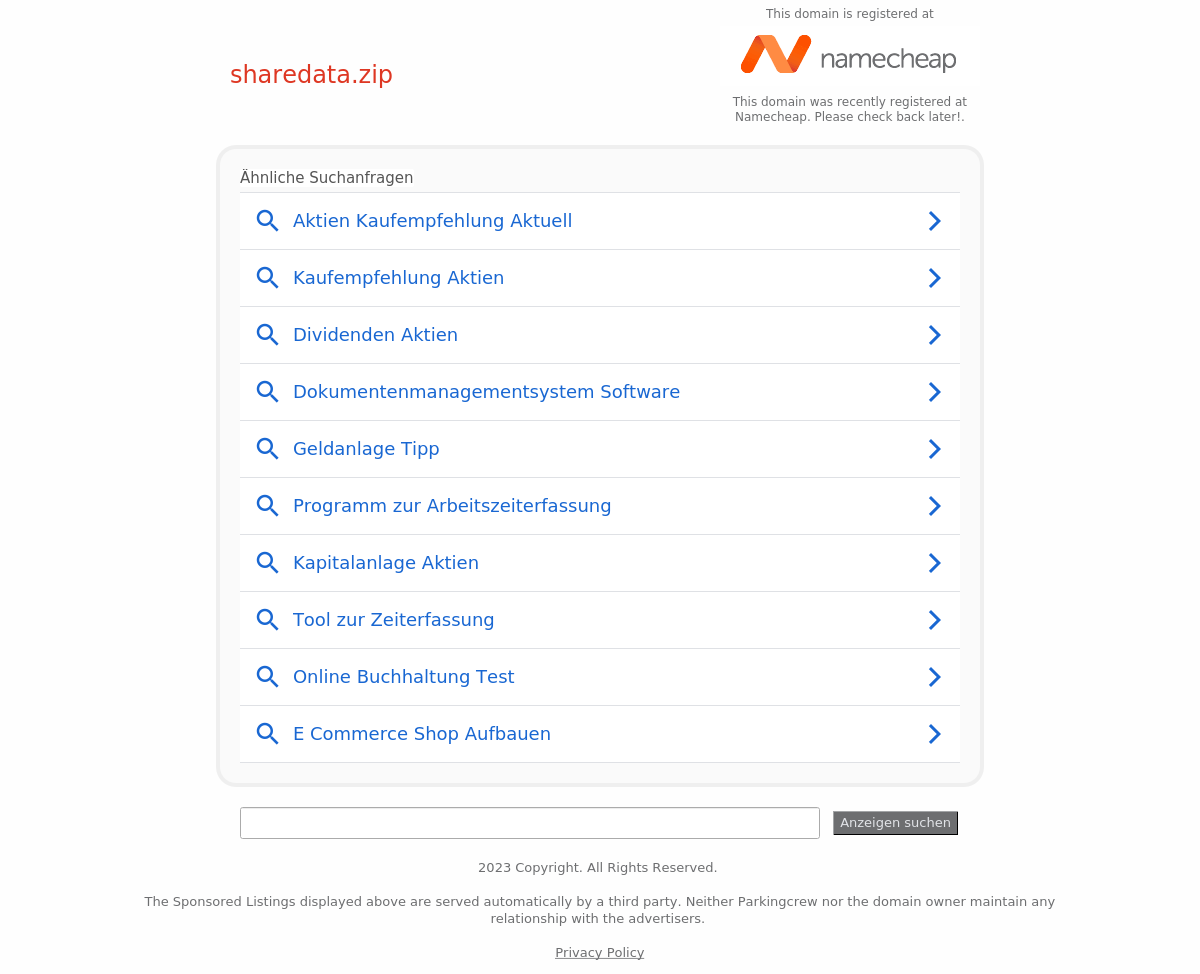 This domain is registered at
namecheap
sharedata.zip
This domain was recently registered at
Namecheap. Please check back later!.
Ähnliche Suchanfragen
Aktien Kaufempfehlung Aktuell
Kaufempfehlung Aktien
Dividenden Aktien
Dokumentenmanagementsystem Software
Geldanlage Tipp
Programm zur Arbeitszeiterfassung
Kapitalanlage Aktien
Tool zur Zeiterfassung
Online Buchhaltung Test
E Commerce Shop Aufbauen
Anzeigen suchen
2023 Copyright. All Rights Reserved.
The Sponsored Listings displayed above are served automatically by a third party. Neither Parkingcrew nor the domain owner maintain any
relationship with the advertisers.
Privacy Policy